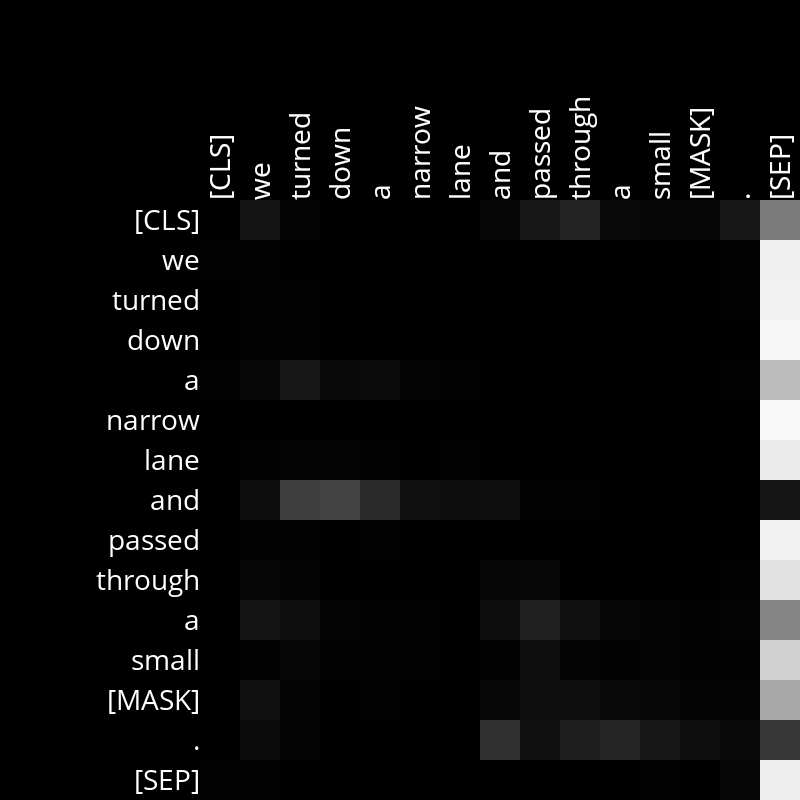 [CLS] we turned down a narrow lane and passed through a small [MASK] . [SEP]
[CLS]
we
turned
down
a
narrow
lane
and
passed
through
a
small
[MASK]
.
[SEP]